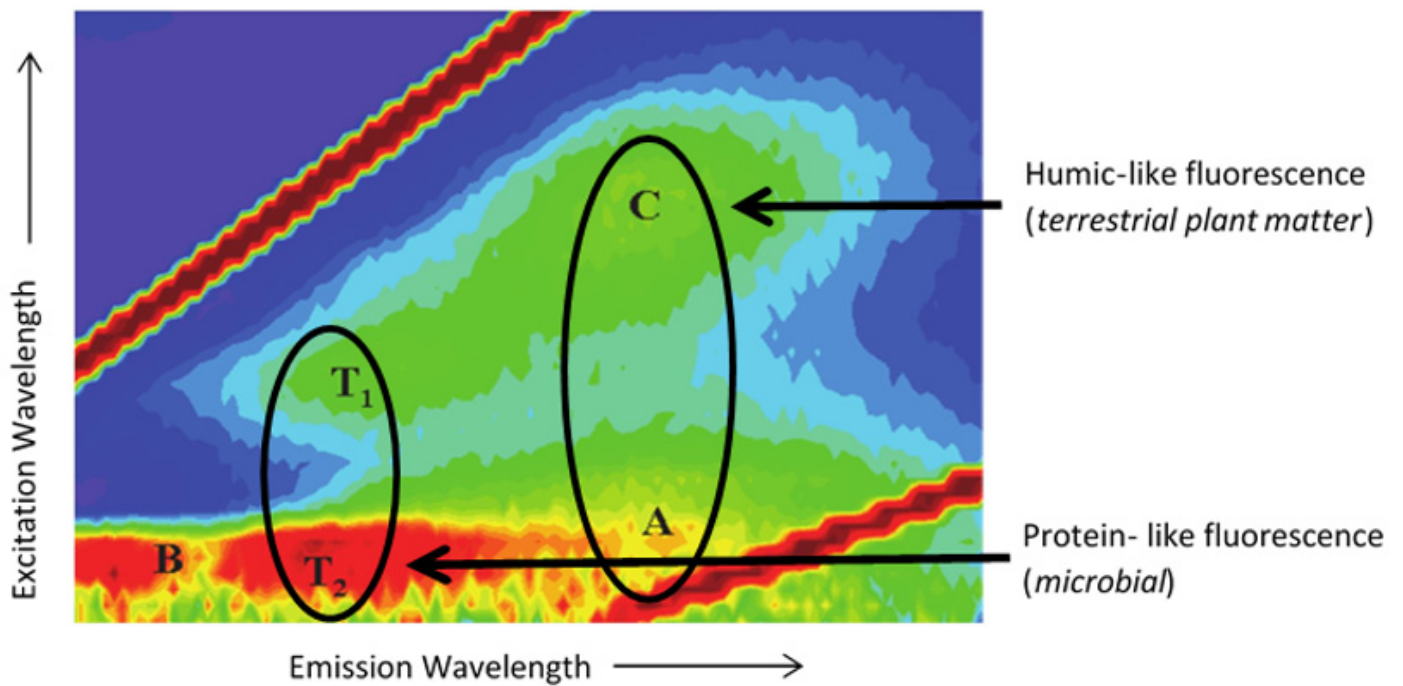 Excitation Wavelength
C
T1
B
T2
A
Humic-like fluorescence
(terrestrial plant matter)
Protein- like fluorescence
(microbial)
Emission Wavelength